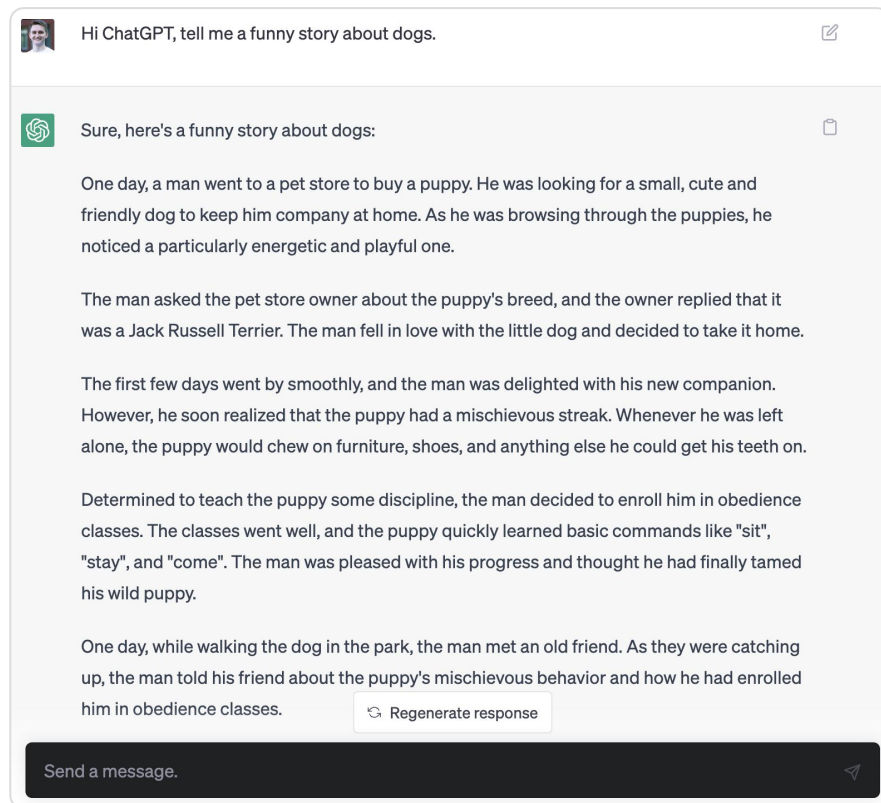 Hi ChatGPT, tell me a funny story about dogs.
Sure, here's a funny story about dogs:
One day, a man went to a pet store to buy a puppy. He was looking for a small, cute and
friendly dog to keep him company at home. As he was browsing through the puppies, he
noticed a particularly energetic and playful one.
The man asked the pet store owner about the puppy's breed, and the owner replied that it
was a Jack Russell Terrier. The man fell in love with the little dog and decided to take it home.
The first few days went by smoothly, and the man was delighted with his new companion.
However, he soon realized that the puppy had a mischievous streak. Whenever he was left
alone, the puppy would chew on furniture, shoes, and anything else he could get his teeth on.
Determined to teach the puppy some discipline, the man decided to enroll him in obedience
classes. The classes went well, and the puppy quickly learned basic commands like "sit",
"stay", and "come". The man was pleased with his progress and thought he had finally tamed
his wild puppy.
One day, while walking the dog in the park, the man met an old friend. As they were catching
up, the man told his friend about the puppy's mischievous behavior and how he had enrolled
him in obedience classes.
Regenerate response
Send a message.